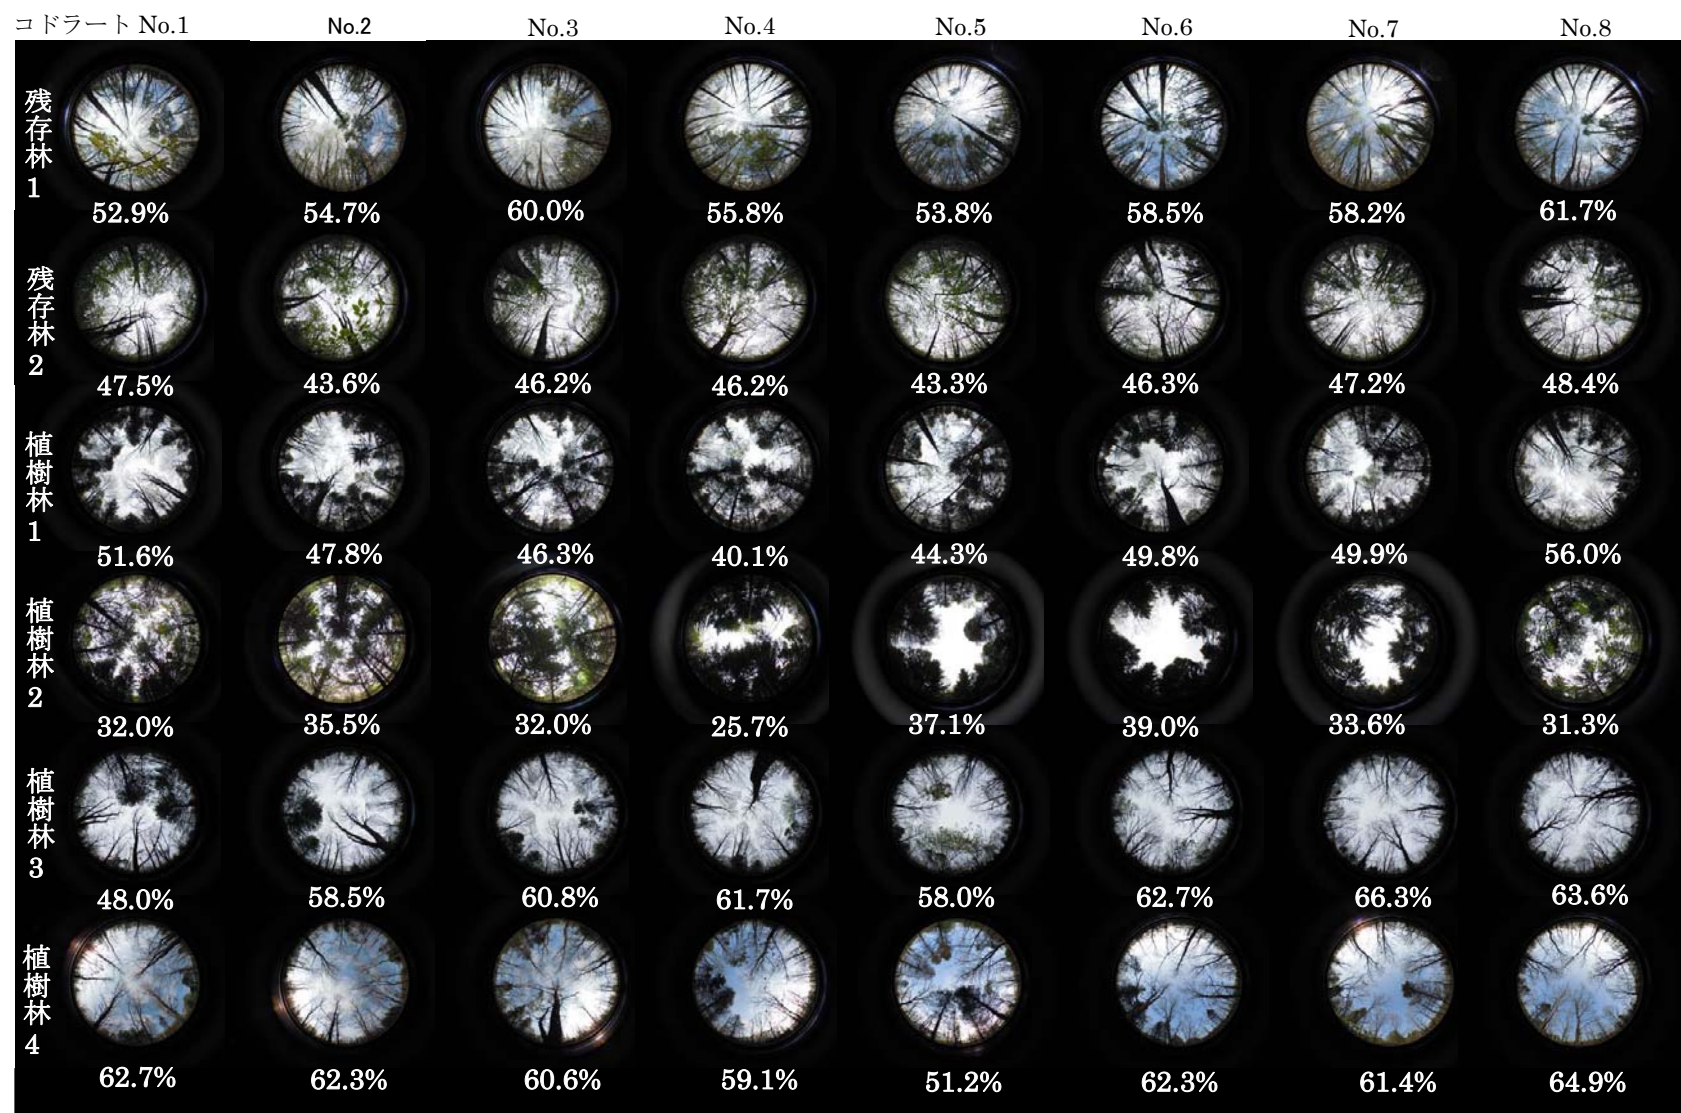 コドラート No.1 No.2 No.3 No.4 No.5 No.6 No.7 No.8
残存林1
52.9% 54.7% 60.0% 55.8% 53.8% 58.5% 58.2% 61.7%
残存林2
47.5% 43.6% 46.2% 46.2% 43.3% 46.3% 47.2% 48.4%
植樹林1
51.6% 47.8% 46.3% 40.1% 44.3% 49.8% 49.9% 56.0%
植樹林2
32.0% 35.5% 32.0% 25.7% 37.1% 39.0% 33.6% 31.3%
植樹林3
48.0% 58.5% 60.8% 61.7% 58.0% 62.7% 66.3% 63.6%
植樹林4
62.7% 62.3% 60.6% 59.1% 51.2% 62.3% 61.4% 64.9%